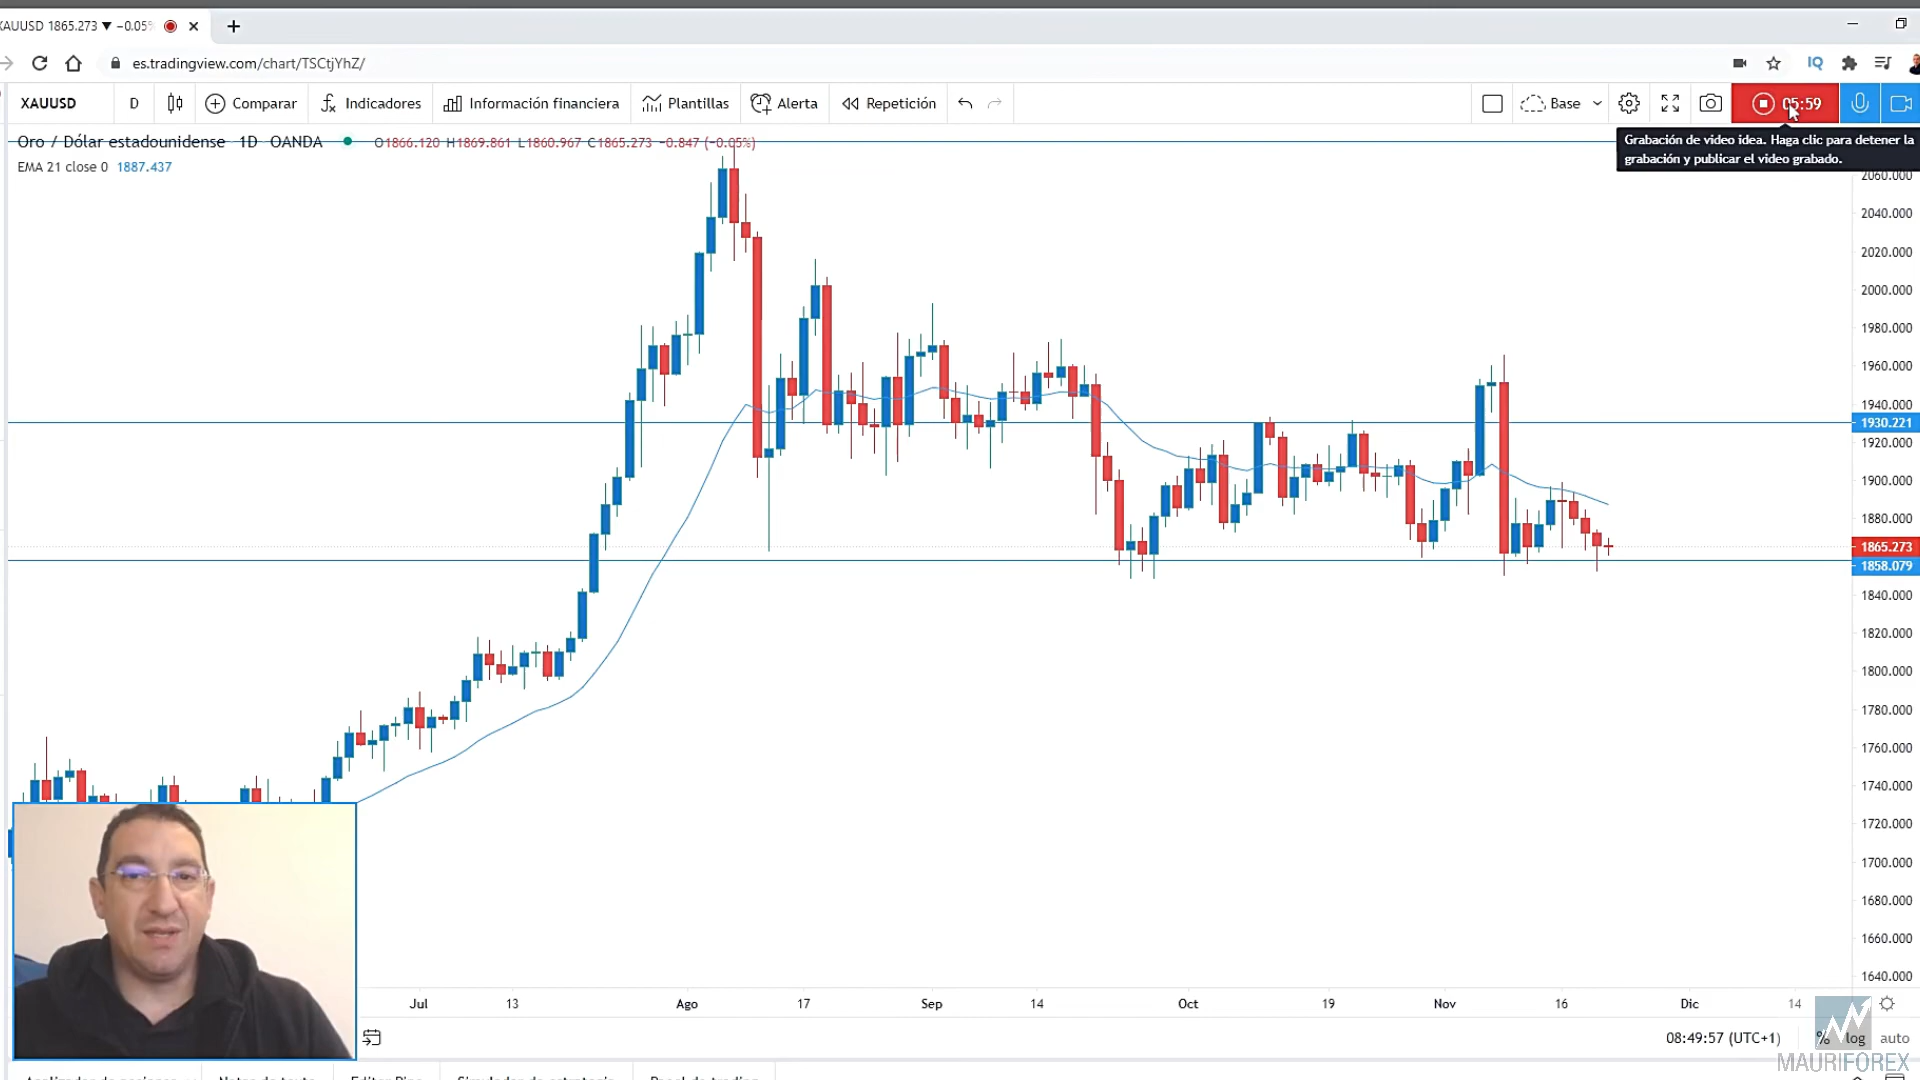 XAUUSD 1865.273 ▼ −0.05%
es.tradingview.com/chart/TSCtjYhZ/
IQ
XAUUSD D Comparar Indicadores Información financiera Plantillas Alerta Repetición Base 05:59
Grabación de video idea. Haga clic para detener la
grabación y publicar el video grabado.
Oro / Dólar estadounidense 1D OANDA O1866.120 H1869.861 L1860.967 C1865.273 −0.847 (−0.05%)
EMA 21 close 0 1887.437
2060.000
2040.000
2020.000
2000.000
1980.000
1960.000
1940.000
1930.221
1920.000
1900.000
1880.000
1865.273
1858.079
1840.000
1820.000
1800.000
1780.000
1760.000
1740.000
1720.000
1700.000
1680.000
1660.000
1640.000
Jul 13 Ago 17 Sep 14 Oct 19 Nov 16 Dic 14
08:49:57 (UTC+1) % log auto
MAURIFOREX